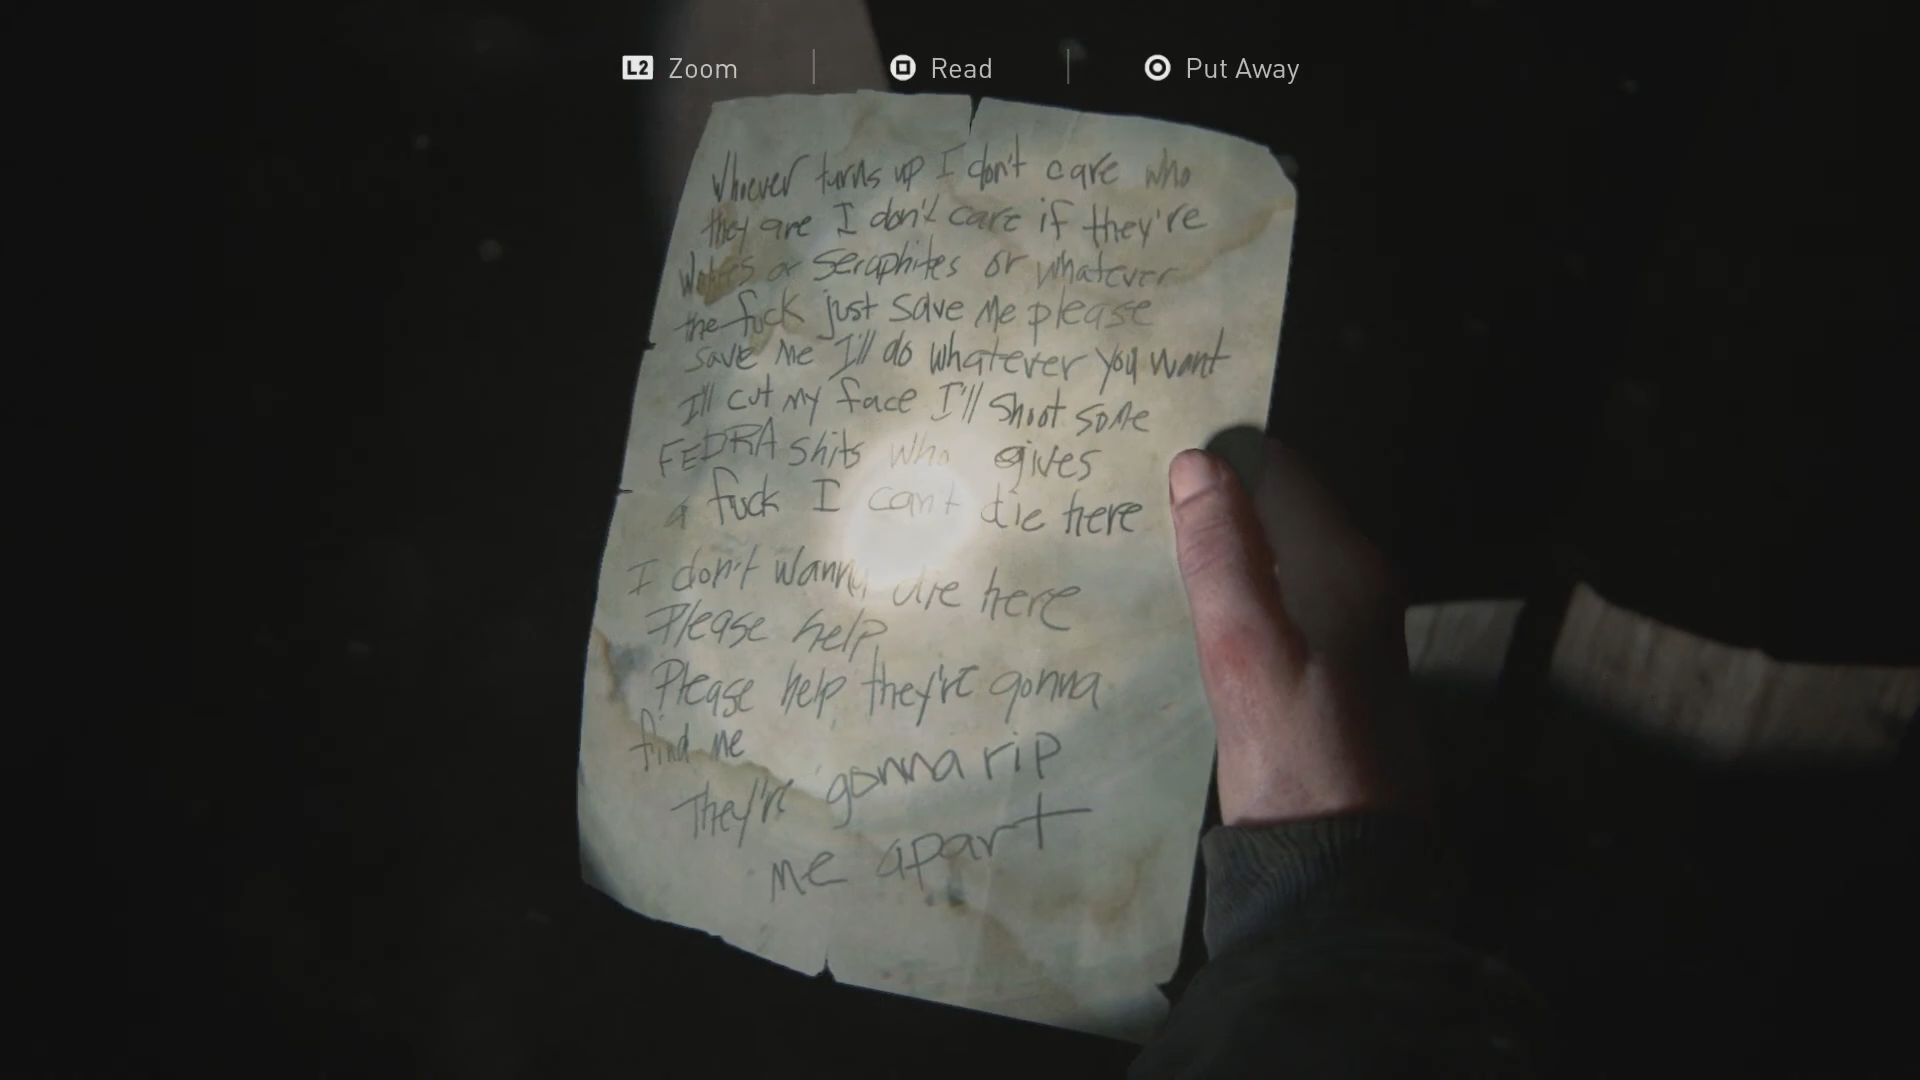 L2 Zoom | Read | Put Away
Whoever turns up I don't care who
they are I don't care if they're
Wolves or Seraphites or whatever
the fuck just save me please
save me I'll do whatever you want
I'll cut my face I'll shoot some
FEDRA shits who gives
a fuck I can't die here
I don't wanna die here
Please help
Please help they're gonna
find me
They're gonna rip
me apart